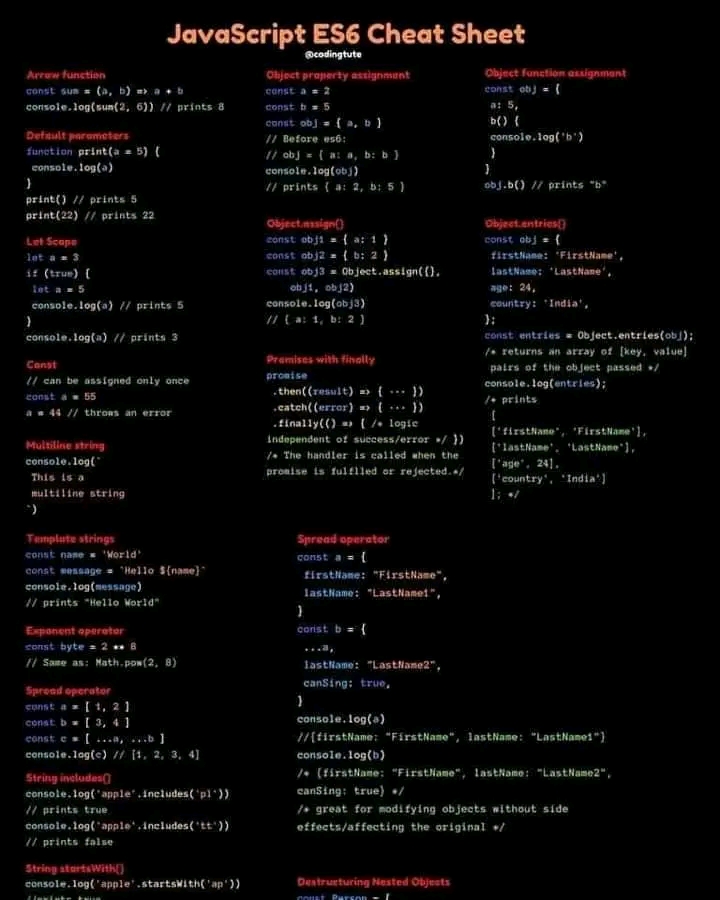 JavaScript ES6 Cheat Sheet
@codingtute
Arrow function
const sum = (a, b) => a + b
console.log(sum(2, 6)) // prints 8
Default parameters
function print(a = 5) {
console.log(a)
}
print() // prints 5
print(22) // prints 22
Let Scope
let a = 3
if (true) {
let a = 5
console.log(a) // prints 5
}
console.log(a) // prints 3
Const
// can be assigned only once
const a = 55
a = 44 // throws an error
Multiline string
console.log(`
This is a
multiline string
`)
Object property assignment
const a = 2
const b = 5
const obj = { a, b }
// Before es6:
// obj = { a: a, b: b }
console.log(obj)
// prints { a: 2, b: 5 }
Object.assign()
const obj1 = { a: 1 }
const obj2 = { b: 2 }
const obj3 = Object.assign({},
obj1, obj2)
console.log(obj3)
// { a: 1, b: 2 }
Promises with finally
promise
.then((result) => { ··· })
.catch((error) => { ··· })
.finally(() => { /* logic
independent of success/error */ })
/* The handler is called when the
promise is fulflled or rejected.*/
Object function assignment
const obj = {
a: 5,
b() {
console.log('b')
}
}
obj.b() // prints "b"
Object.entries()
const obj = {
firstName: 'FirstName',
lastName: 'LastName',
age: 24,
country: 'India',
};
const entries = Object.entries(obj);
/* returns an array of [key, value]
pairs of the object passed */
console.log(entries);
/* prints
[
['firstName', 'FirstName'],
['lastName', 'LastName'],
['age', 24],
['country', 'India']
]; */
Template strings
const name = 'World'
const message = `Hello ${name}`
console.log(message)
// prints "Hello World"
Exponent operator
const byte = 2 ** 8
// Same as: Math.pow(2, 8)
Spread operator
const a = [ 1, 2 ]
const b = [ 3, 4 ]
const c = [ ...a, ...b ]
console.log(c) // [1, 2, 3, 4]
String includes()
console.log('apple'.includes('pl'))
// prints true
console.log('apple'.includes('tt'))
// prints false
String startsWith()
console.log('apple'.startsWith('ap'))
//prints true
Spread operator
const a = {
firstName: "FirstName",
lastName: "LastName1",
}
const b = {
...a,
lastName: "LastName2",
canSing: true,
}
console.log(a)
//{firstName: "FirstName", lastName: "LastName1"}
console.log(b)
/* {firstName: "FirstName", lastName: "LastName2",
canSing: true} */
/* great for modifying objects without side
effects/affecting the original */
Destructuring Nested Objects
const Person = {